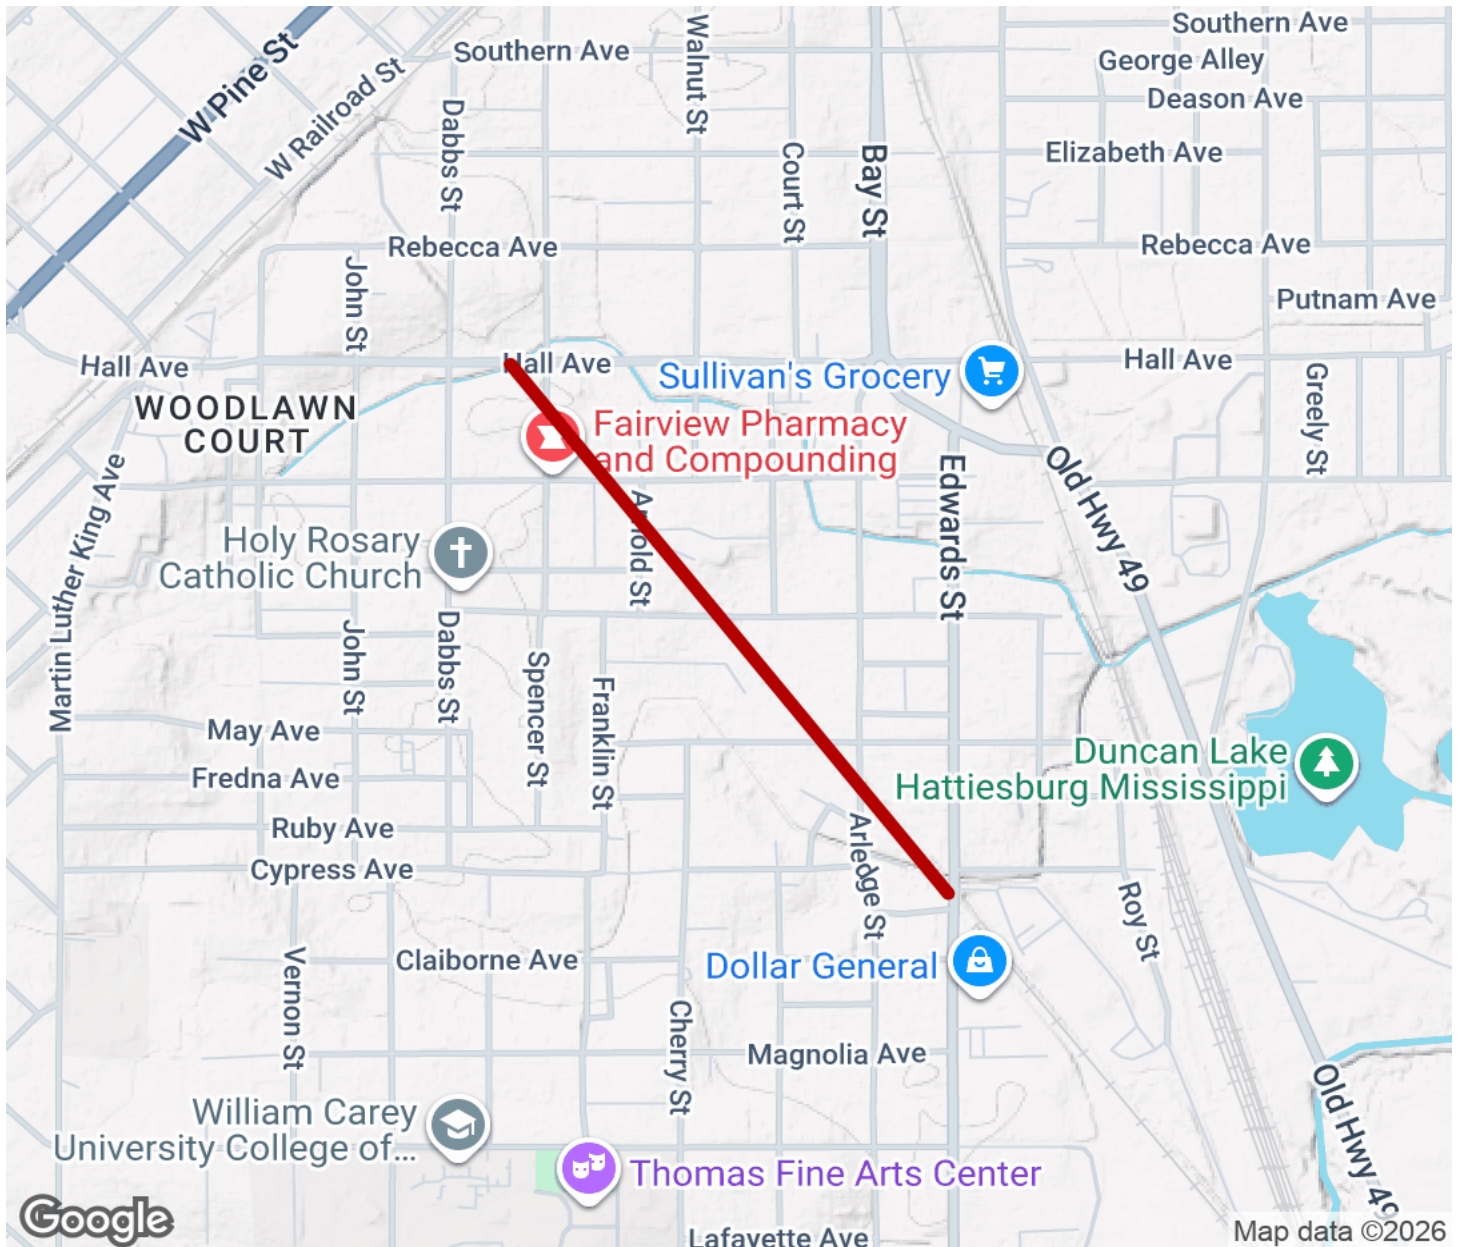 Southern Ave
Southern Ave
George Alley
Deason Ave
Elizabeth Ave
Walnut St
W Pine St
W Railroad St
Dabbs St
Court St
Bay St
Rebecca Ave
Rebecca Ave
John St
Putnam Ave
Hall Ave
Hall Ave
Hall Ave
Sullivan's Grocery
Greely St
WOODLAWN
COURT
Fairview Pharmacy
and Compounding
Old Hwy 49
Edwards St
Martin Luther King Ave
Arnold St
Holy Rosary
Catholic Church
John St
Dabbs St
Spencer St
Franklin St
May Ave
Fredna Ave
Duncan Lake
Hattiesburg Mississippi
Ruby Ave
Cypress Ave
Arledge St
Roy St
Vernon St
Claiborne Ave
Dollar General
Cherry St
Magnolia Ave
Old Hwy 49
William Carey
University College of...
Thomas Fine Arts Center
Lafayette Ave
Google
Map data ©2026